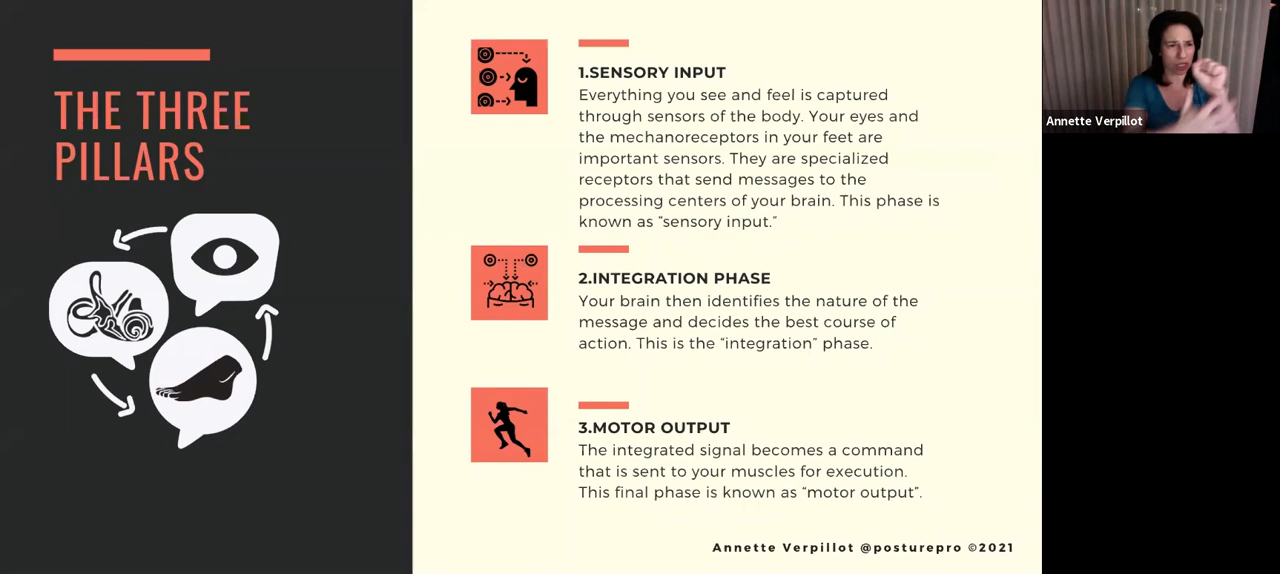 THE THREE
PILLARS
1.SENSORY INPUT
Everything you see and feel is captured
through sensors of the body. Your eyes and
the mechanoreceptors in your feet are
important sensors. They are specialized
receptors that send messages to the
processing centers of your brain. This phase is
known as “sensory input.”
2.INTEGRATION PHASE
Your brain then identifies the nature of the
message and decides the best course of
action. This is the “integration” phase.
3.MOTOR OUTPUT
The integrated signal becomes a command
that is sent to your muscles for execution.
This final phase is known as “motor output”.
Annette Verpillot @posturepro ©2021
Annette Verpillot